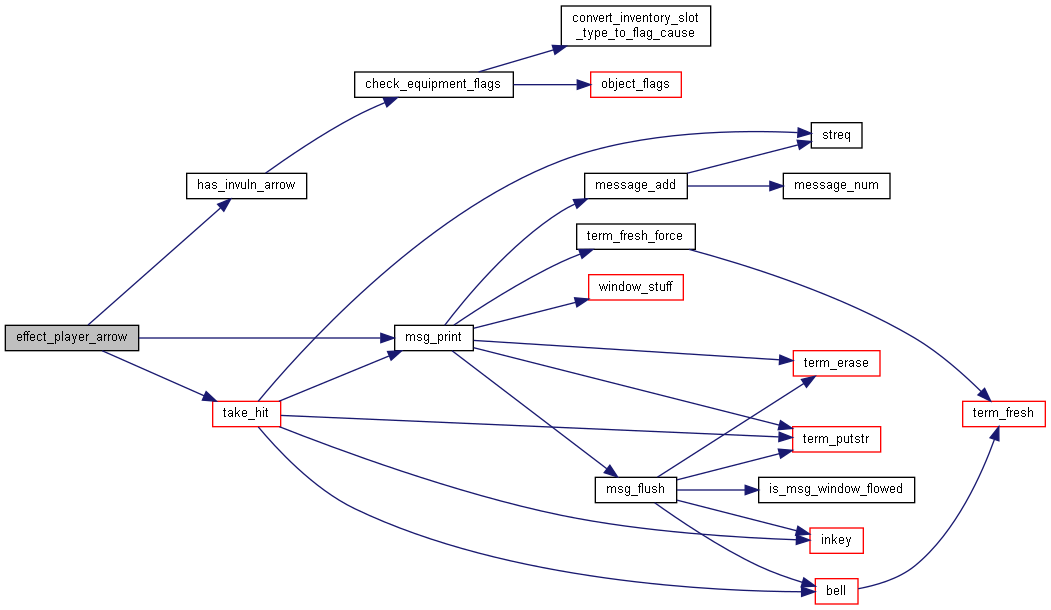 convert_inventory_slot
_type_to_flag_cause
check_equipment_flags
object_flags
streq
has_invuln_arrow
message_add
message_num
term_fresh_force
window_stuff
effect_player_arrow
msg_print
term_erase
take_hit
term_fresh
term_putstr
msg_flush
is_msg_window_flowed
inkey
bell